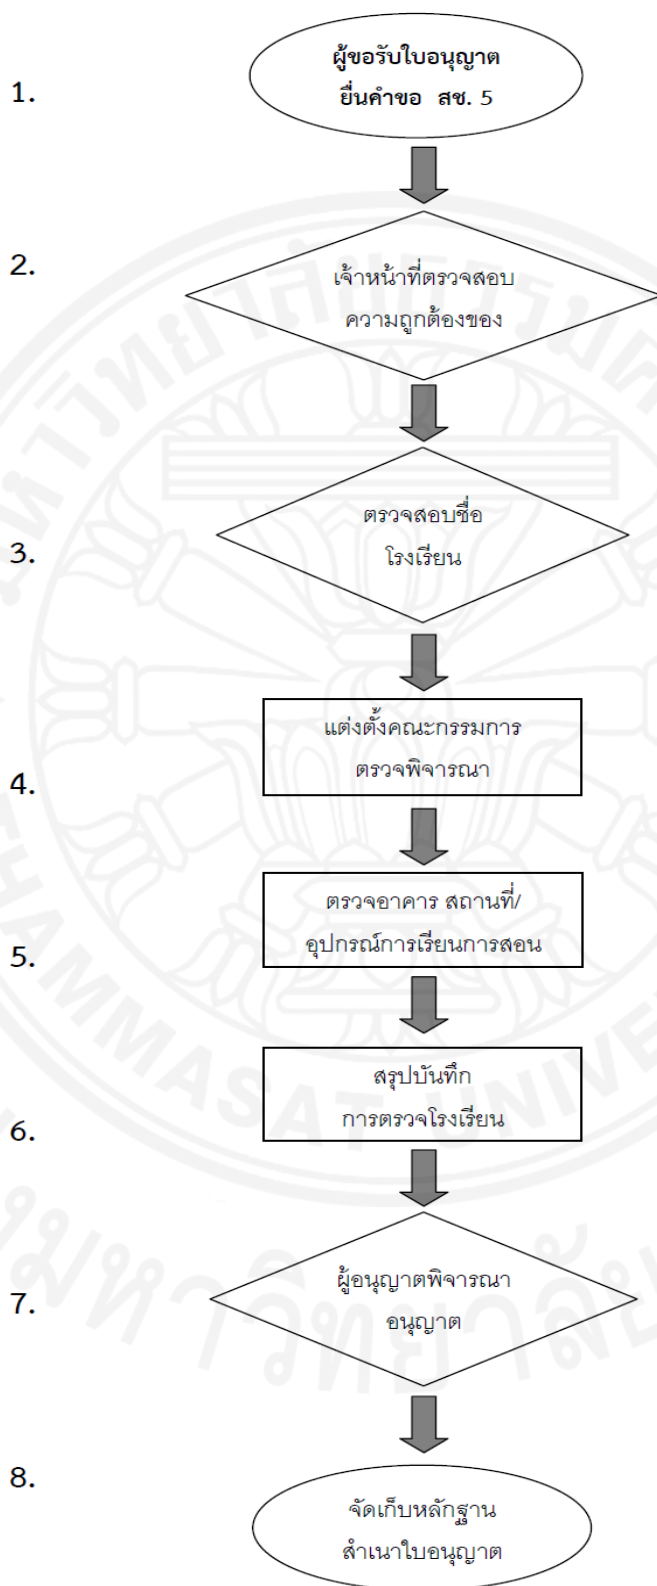 1.
ผู้ขอรับใบอนุญาต
ยื่นคำขอ สช. 5
2.
เจ้าหน้าที่ตรวจสอบ
ความถูกต้องของ
3.
ตรวจสอบชื่อ
โรงเรียน
4.
แต่งตั้งคณะกรรมการ
ตรวจพิจารณา
5.
ตรวจอาคาร สถานที่/
อุปกรณ์การเรียนการสอน
6.
สรุปบันทึก
การตรวจโรงเรียน
7.
ผู้อนุญาตพิจารณา
อนุญาต
8.
จัดเก็บหลักฐาน
สำเนาใบอนุญาต